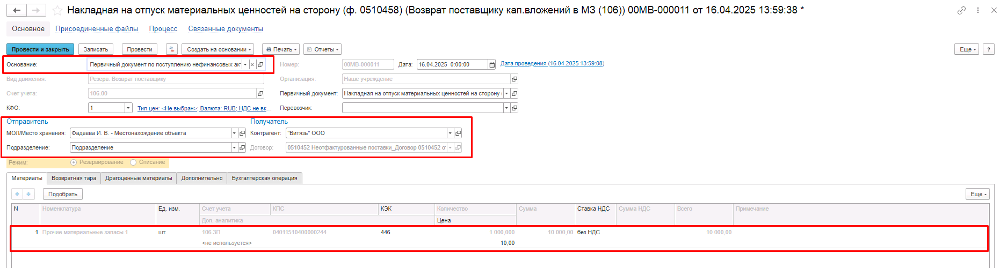 Накладная на отпуск материальных ценностей на сторону (ф. 0510458) (Возврат поставщику кап.вложений в МЗ (106)) 00МВ-000011 от 16.04.2025 13:59:38 *
Основное Присоединенные файлы Процесс Связанные документы
Провести и закрыть Записать Провести Дт Кт Создать на основании Печать Отчеты Еще ?
Основание: Первичный документ по поступлению нефинансовых ак Номер: 00МВ-000011 Дата: 16.04.2025 0:00:00 Дата проведения (16.04.2025 13:59:08)
Вид движения: Резерв. Возврат поставщику Организация: Наше учреждение
Счет учета: 106.00 Первичный документ: Накладная на отпуск материальных ценностей на сторону (
КФО: 1 Тип цен: <Не выбран>; Валюта: RUB; НДС не вк... Перевозчик:
Отправитель Получатель
МОЛ/Место хранения: Фадеева И. В. - Местонахождение объекта Контрагент: "Витязь" ООО
Подразделение: Подразделение Договор: 0510452 Неотфактурованные поставки_Договор 0510452 о
Режим: Резервирование Списание
Материалы Возвратная тара Драгоценные материалы Дополнительно Бухгалтерская операция
Подобрать Еще
N Номенклатура Ед. изм. Счет учета КПС КЭК Количество Сумма Ставка НДС Сумма НДС Всего Примечание
Доп. аналитика Цена
1 Прочие материальные запасы 1 шт. 106.3П 04011510400000244 446 1 000,000 10 000,00 без НДС 10 000,00
<не используется> 10,00